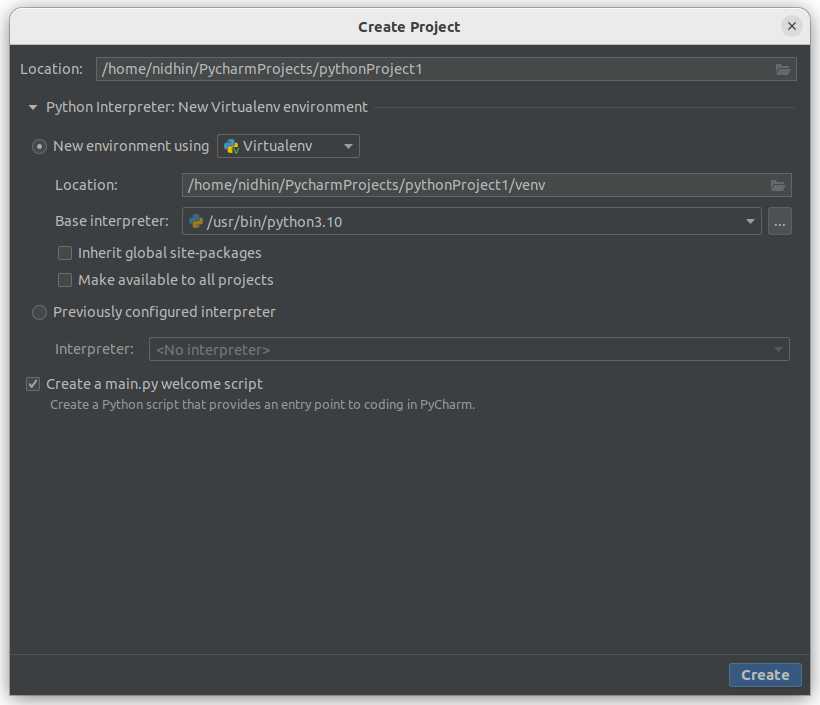 Create Project
Location: /home/nidhin/PycharmProjects/pythonProject1
Python Interpreter: New Virtualenv environment
New environment using Virtualenv
Location: /home/nidhin/PycharmProjects/pythonProject1/venv
Base interpreter: /usr/bin/python3.10 ...
Inherit global site-packages
Make available to all projects
Previously configured interpreter
Interpreter: <No interpreter>
Create a main.py welcome script
Create a Python script that provides an entry point to coding in PyCharm.
Create